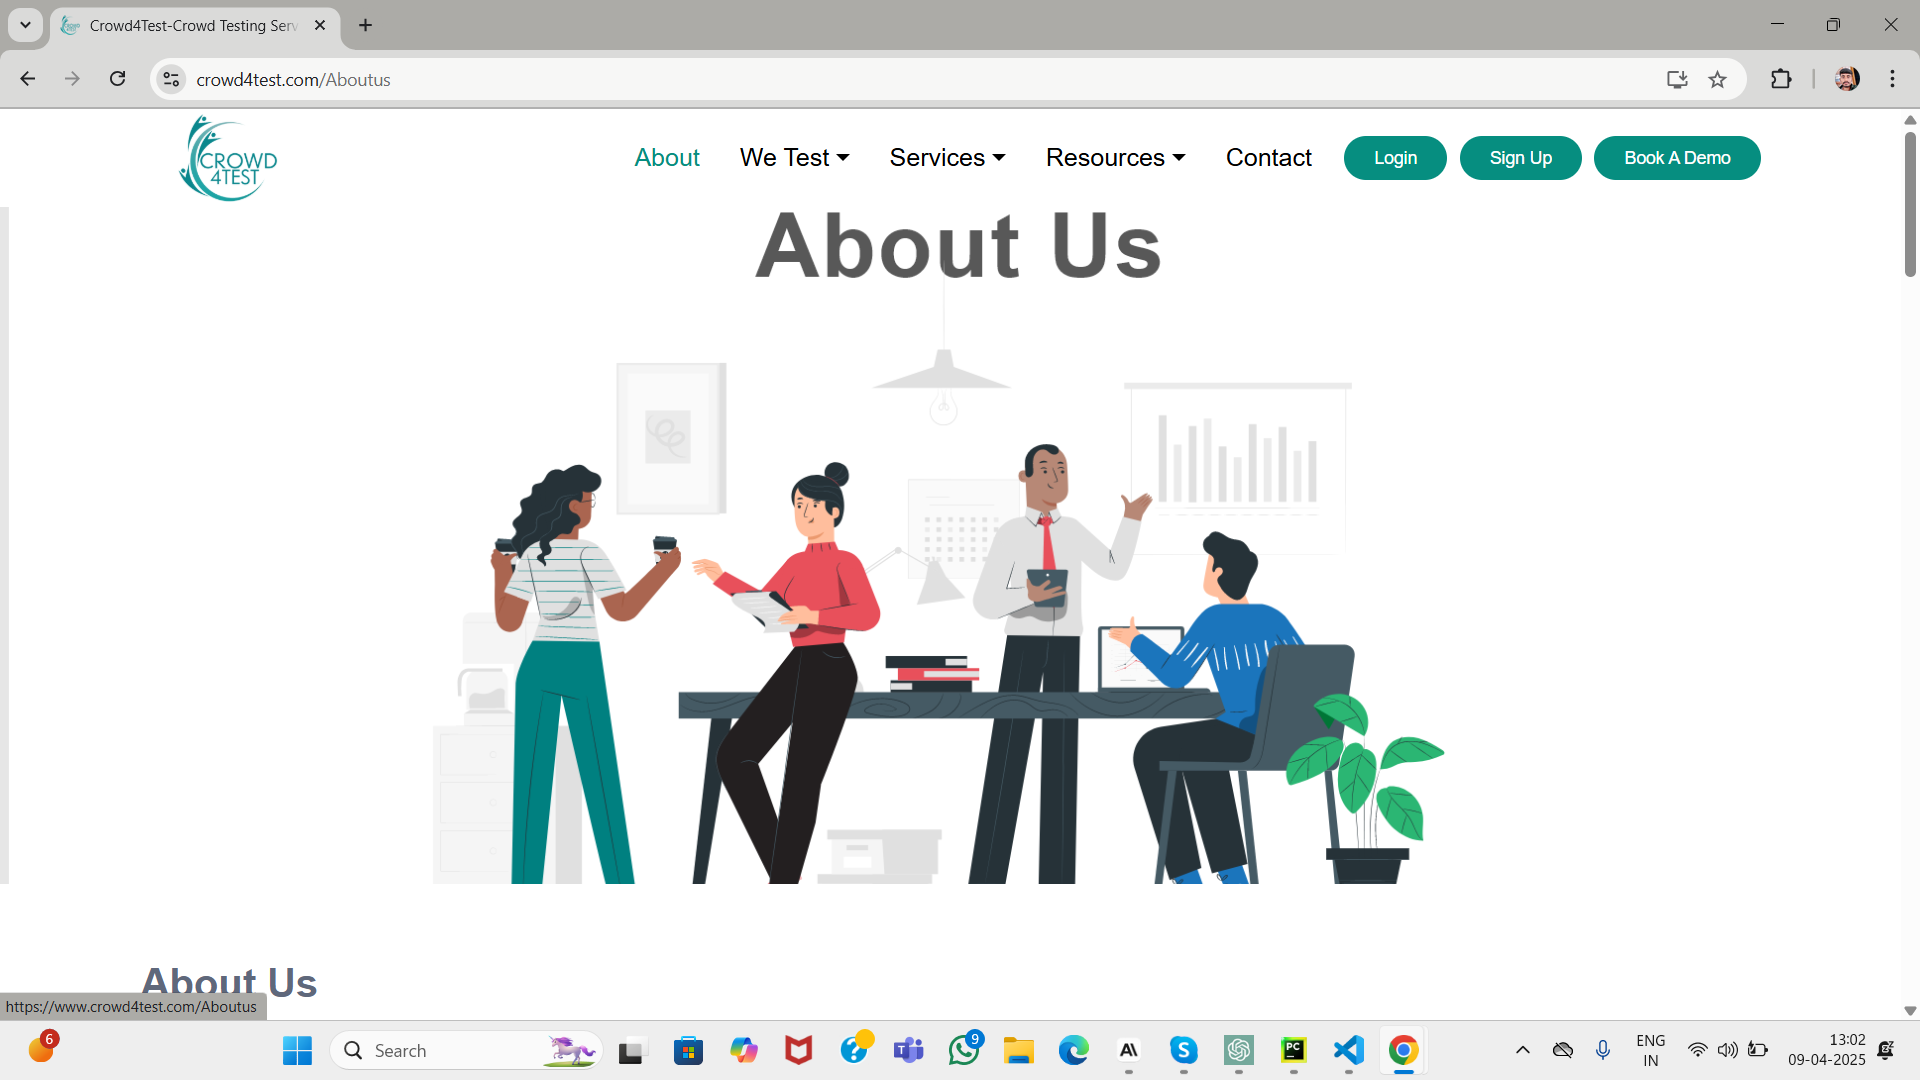 Crowd4Test-Crowd Testing Serv
crowd4test.com/Aboutus
CROWD
4TEST
About
We Test
Services
Resources
Contact
Login
Sign Up
Book A Demo
About Us
About Us
https://www.crowd4test.com/Aboutus
6
Search
9
ENG
IN
13:02
09-04-2025